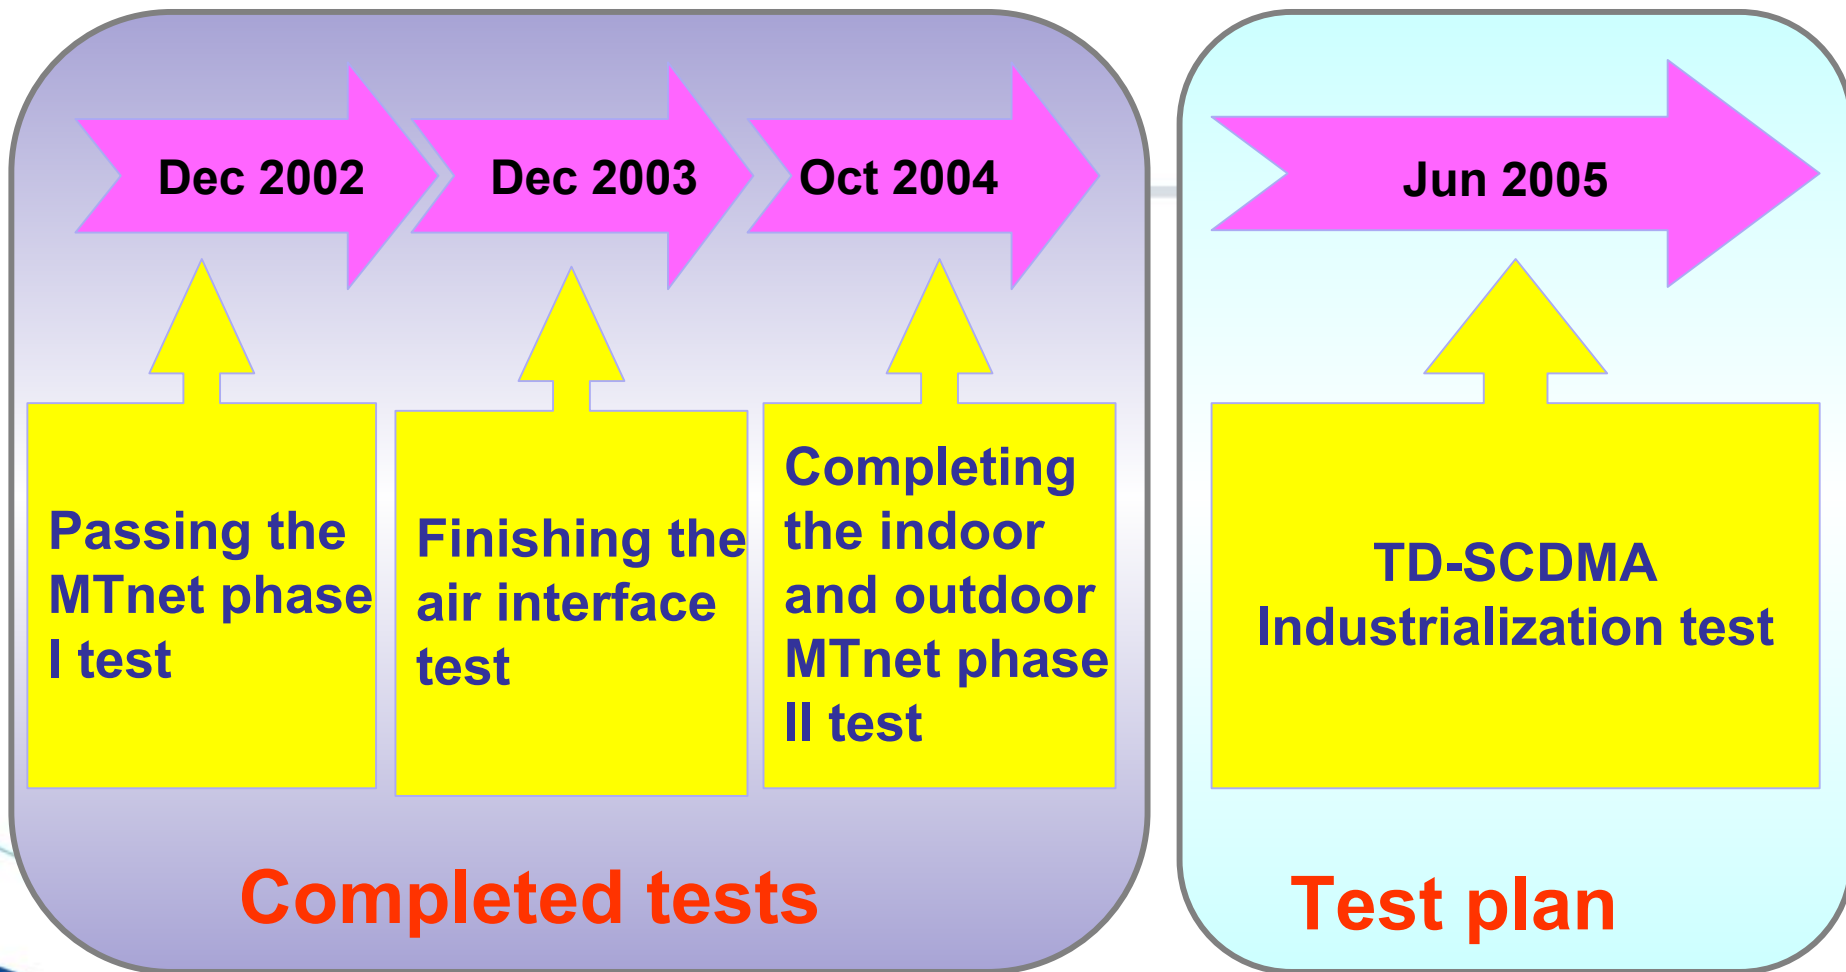 Dec 2002
Dec 2003
Oct 2004
Passing the
MTnet phase
I test
Finishing the
air interface
test
Completing
the indoor
and outdoor
MTnet phase
II test
Completed tests
Jun 2005
TD-SCDMA
Industrialization test
Test plan